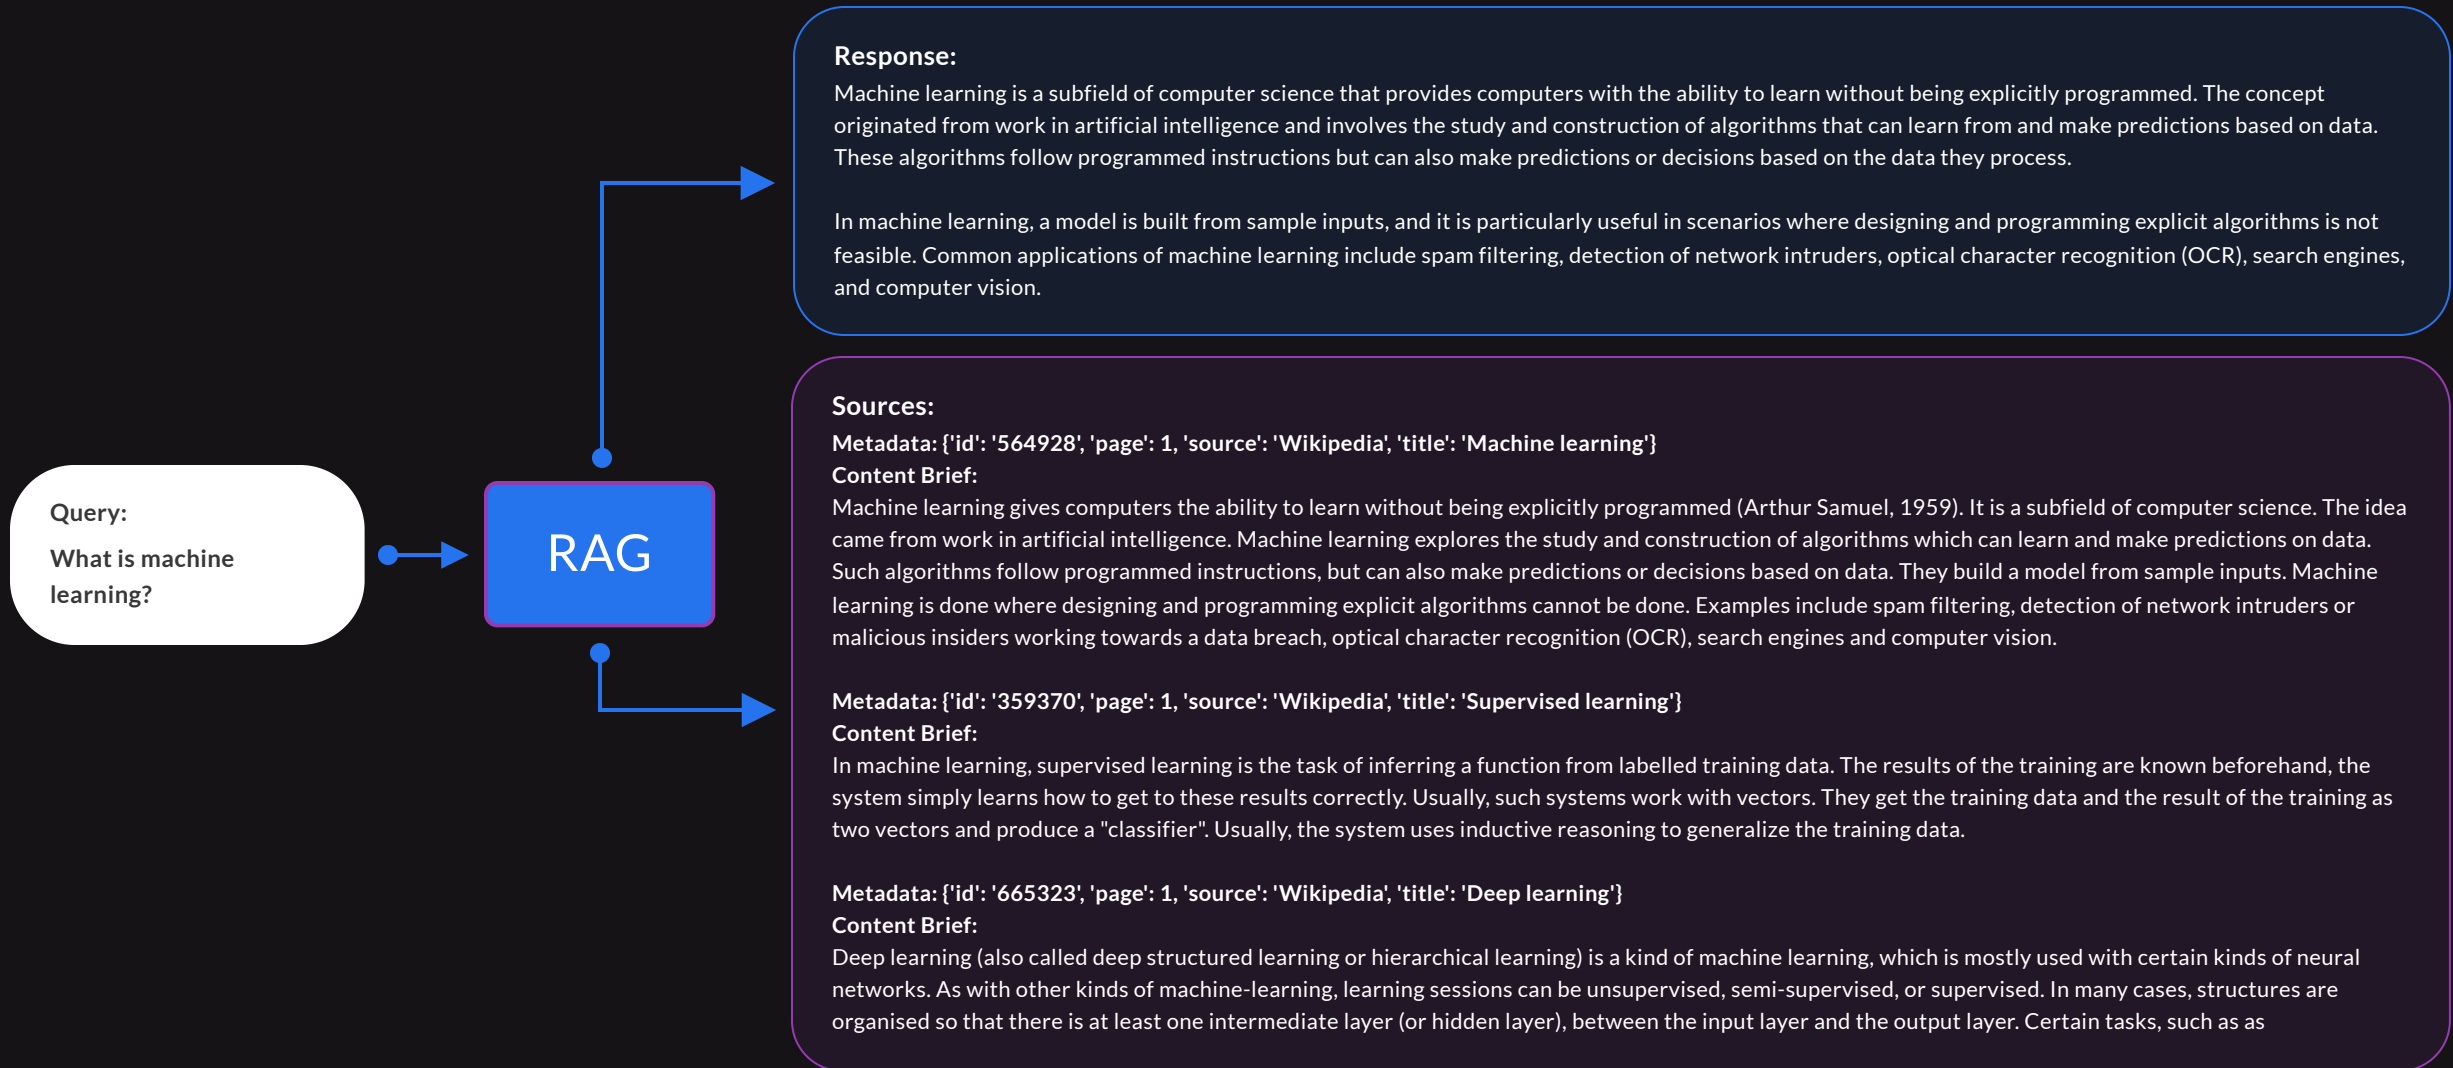 Query:
What is machine
learning?
RAG
Response:
Machine learning is a subfield of computer science that provides computers with the ability to learn without being explicitly programmed. The concept
originated from work in artificial intelligence and involves the study and construction of algorithms that can learn from and make predictions based on data.
These algorithms follow programmed instructions but can also make predictions or decisions based on the data they process.
In machine learning, a model is built from sample inputs, and it is particularly useful in scenarios where designing and programming explicit algorithms is not
feasible. Common applications of machine learning include spam filtering, detection of network intruders, optical character recognition (OCR), search engines,
and computer vision.
Sources:
Metadata: {'id': '564928', 'page': 1, 'source': 'Wikipedia', 'title': 'Machine learning'}
Content Brief:
Machine learning gives computers the ability to learn without being explicitly programmed (Arthur Samuel, 1959). It is a subfield of computer science. The idea
came from work in artificial intelligence. Machine learning explores the study and construction of algorithms which can learn and make predictions on data.
Such algorithms follow programmed instructions, but can also make predictions or decisions based on data. They build a model from sample inputs. Machine
learning is done where designing and programming explicit algorithms cannot be done. Examples include spam filtering, detection of network intruders or
malicious insiders working towards a data breach, optical character recognition (OCR), search engines and computer vision.
Metadata: {'id': '359370', 'page': 1, 'source': 'Wikipedia', 'title': 'Supervised learning'}
Content Brief:
In machine learning, supervised learning is the task of inferring a function from labelled training data. The results of the training are known beforehand, the
system simply learns how to get to these results correctly. Usually, such systems work with vectors. They get the training data and the result of the training as
two vectors and produce a "classifier". Usually, the system uses inductive reasoning to generalize the training data.
Metadata: {'id': '665323', 'page': 1, 'source': 'Wikipedia', 'title': 'Deep learning'}
Content Brief:
Deep learning (also called deep structured learning or hierarchical learning) is a kind of machine learning, which is mostly used with certain kinds of neural
networks. As with other kinds of machine-learning, learning sessions can be unsupervised, semi-supervised, or supervised. In many cases, structures are
organised so that there is at least one intermediate layer (or hidden layer), between the input layer and the output layer. Certain tasks, such as as